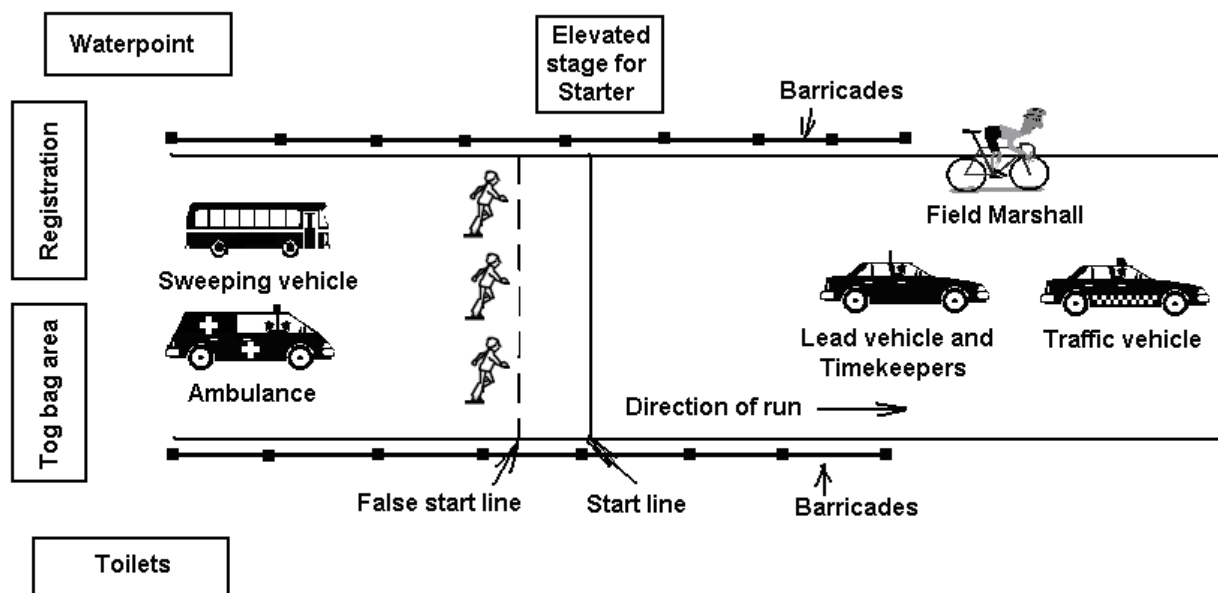 Waterpoint
Elevated
stage for
Starter
Barricades
Registration
Field Marshall
Sweeping vehicle
Lead vehicle and
Timekeepers
Traffic vehicle
Tog bag area
Ambulance
Direction of run
False start line
Start line
Barricades
Toilets